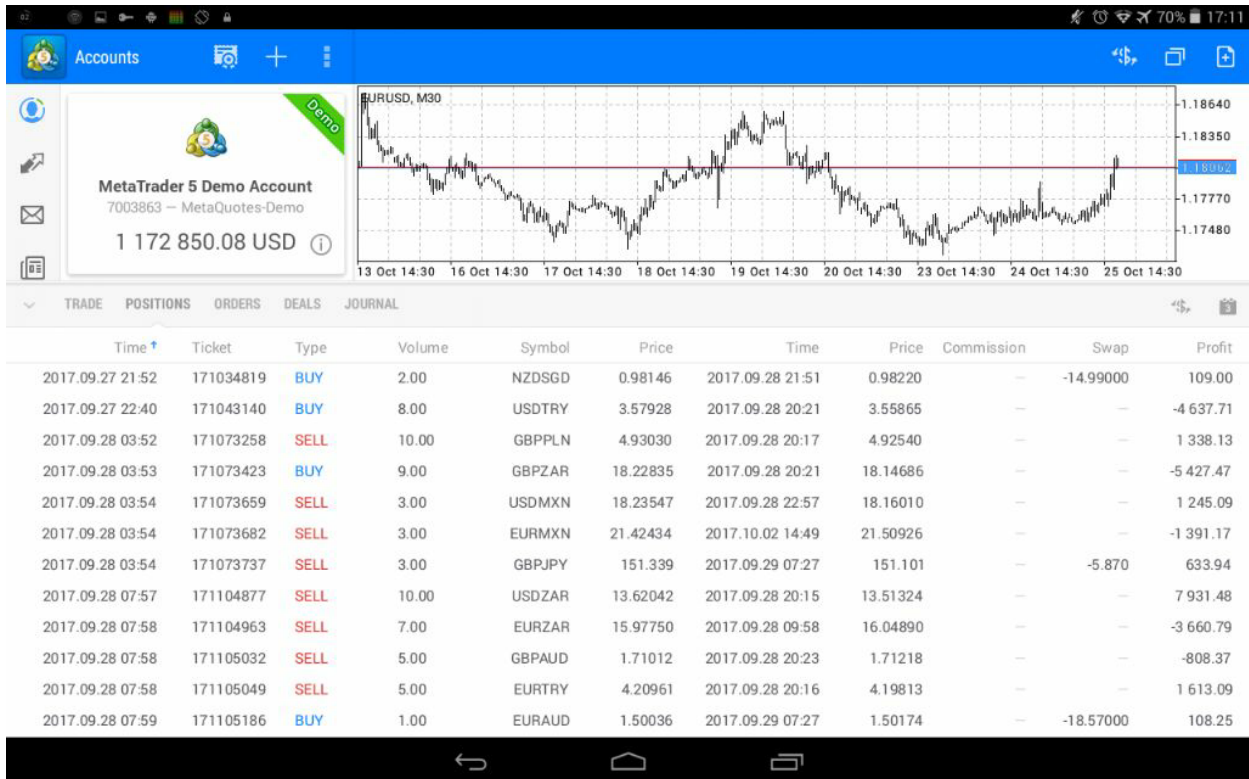 70% 17:11
Accounts
Demo
MetaTrader 5 Demo Account
7003863 — MetaQuotes-Demo
1 172 850.08 USD
EURUSD, M30
1.18640
1.18350
1.18062
1.17770
1.17480
13 Oct 14:30 16 Oct 14:30 17 Oct 14:30 18 Oct 14:30 19 Oct 14:30 20 Oct 14:30 23 Oct 14:30 24 Oct 14:30 25 Oct 14:30
TRADE POSITIONS ORDERS DEALS JOURNAL
Time Ticket Type Volume Symbol Price Time Price Commission Swap Profit
2017.09.27 21:52 171034819 BUY 2.00 NZDSGD 0.98146 2017.09.28 21:51 0.98220 — -14.99000 109.00
2017.09.27 22:40 171043140 BUY 8.00 USDTRY 3.57928 2017.09.28 20:21 3.55865 — — -4 637.71
2017.09.28 03:52 171073258 SELL 10.00 GBPPLN 4.93030 2017.09.28 20:17 4.92540 — — 1 338.13
2017.09.28 03:53 171073423 BUY 9.00 GBPZAR 18.22835 2017.09.28 20:21 18.14686 — — -5 427.47
2017.09.28 03:54 171073659 SELL 3.00 USDMXN 18.23547 2017.09.28 22:57 18.16010 — — 1 245.09
2017.09.28 03:54 171073682 SELL 3.00 EURMXN 21.42434 2017.10.02 14:49 21.50926 — — -1 391.17
2017.09.28 03:54 171073737 SELL 3.00 GBPJPY 151.339 2017.09.29 07:27 151.101 — -5.870 633.94
2017.09.28 07:57 171104877 SELL 10.00 USDZAR 13.62042 2017.09.28 20:15 13.51324 — — 7 931.48
2017.09.28 07:58 171104963 SELL 7.00 EURZAR 15.97750 2017.09.28 09:58 16.04890 — — -3 660.79
2017.09.28 07:58 171105032 SELL 5.00 GBPAUD 1.71012 2017.09.28 20:23 1.71218 — — -808.37
2017.09.28 07:58 171105049 SELL 5.00 EURTRY 4.20961 2017.09.28 20:16 4.19813 — — 1 613.09
2017.09.28 07:59 171105186 BUY 1.00 EURAUD 1.50036 2017.09.29 07:27 1.50174 — -18.57000 108.25